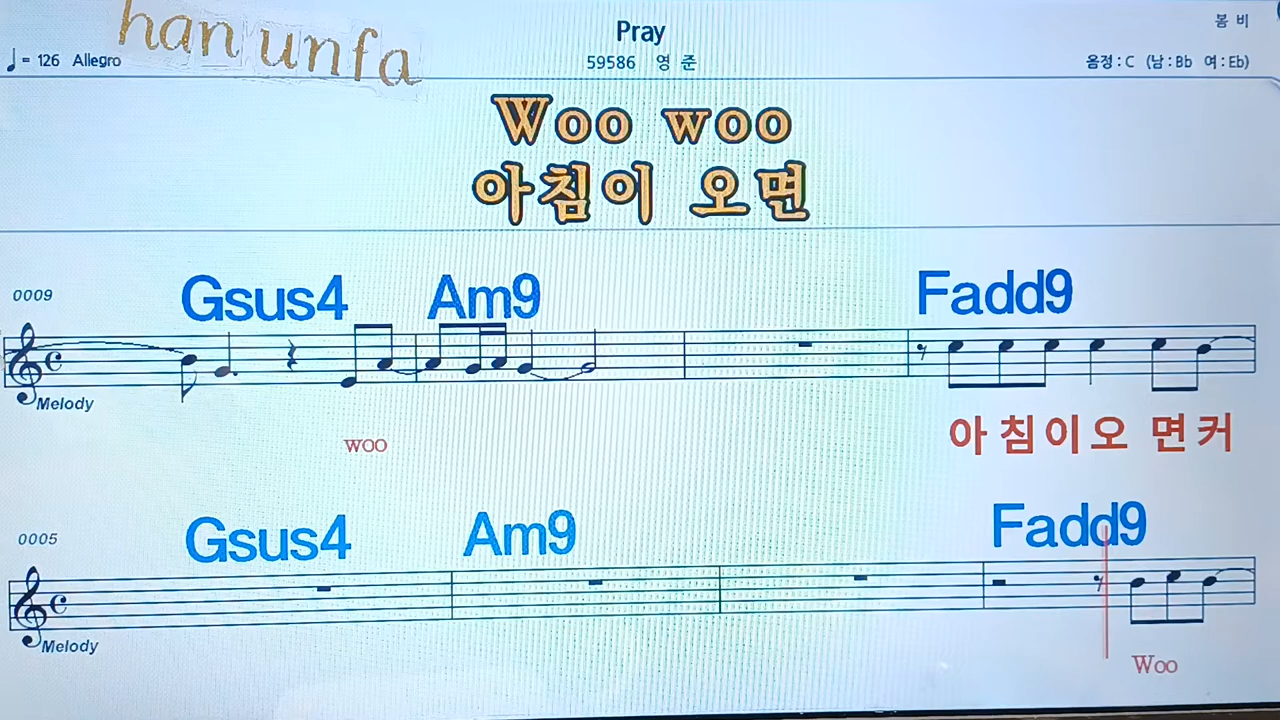 han unfa
Pray
봄 비
♩= 126 Allegro
59586 영 준
음정 : C (남 : Bb 여 : Eb)
Woo woo
아침이 오면
0009
Gsus4 Am9 Fadd9
Melody
woo
아 침 이 오 면 커
0005
Gsus4 Am9 Fadd9
Melody
Woo